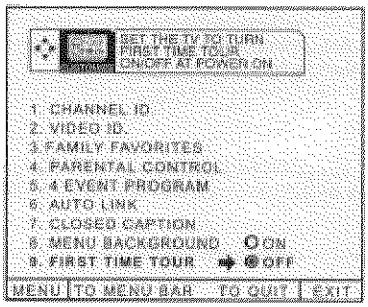 SET THE TV TO TURN
FIRST TIME TOUR
ON/OFF AT POWER ON
1. CHANNEL ID
2. VIDEO ID.
3. FAMILY FAVORITES
4. PARENTAL CONTROL
5. 4 EVENT PROGRAM
6. AUTO LINK
7. CLOSED CAPTION
8. MENU BACKGROUND ON
9. FIRST TIME TOUR OFF
MENU TO MENU BAR TO QUIT EXIT